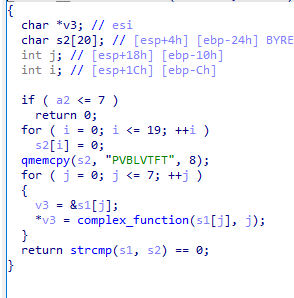 {
char *v3; // esi
char s2[20]; // [esp+4h] [ebp-24h] BYRE
int j; // [esp+18h] [ebp-10h]
int i; // [esp+1Ch] [ebp-Ch]
if ( a2 <= 7 )
return 0;
for ( i = 0; i <= 19; ++i )
s2[i] = 0;
qmemcpy(s2, "PVBLVTFT", 8);
for ( j = 0; j <= 7; ++j )
{
v3 = &s1[j];
*v3 = complex_function(s1[j], j);
}
return strcmp(s1, s2) == 0;
}